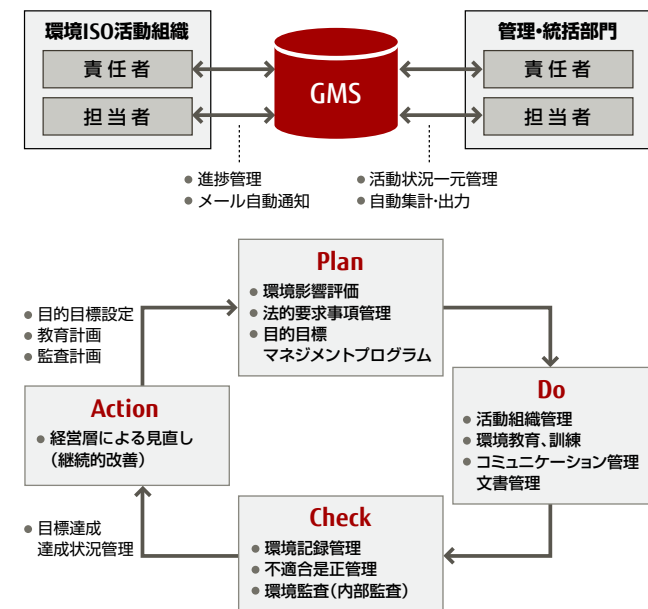 環境ISO活動組織
責任者
担当者
GMS
管理・統括部門
責任者
担当者
● 進捗管理
● メール自動通知
● 活動状況一元管理
● 自動集計・出力
Plan
● 環境影響評価
● 法的要求事項管理
● 目的目標
マネジメントプログラム
● 目的目標設定
● 教育計画
● 監査計画
Do
● 活動組織管理
● 環境教育、訓練
● コミュニケーション管理
文書管理
Action
● 経営層による見直し
（継続的改善）
Check
● 環境記録管理
● 不適合是正管理
● 環境監査（内部監査）
● 目標達成
達成状況管理